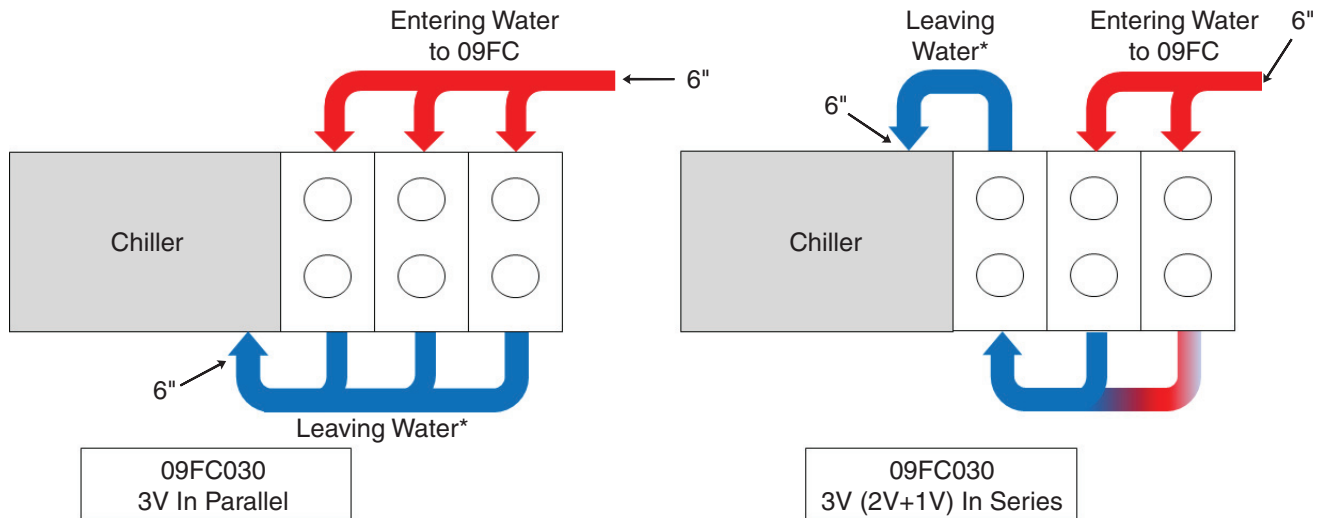 Entering Water
to 09FC
6"
Chiller
6"
Leaving Water*
09FC030
3V In Parallel
Leaving
Water*
Entering Water
to 09FC
6"
6"
Chiller
09FC030
3V (2V+1V) In Series